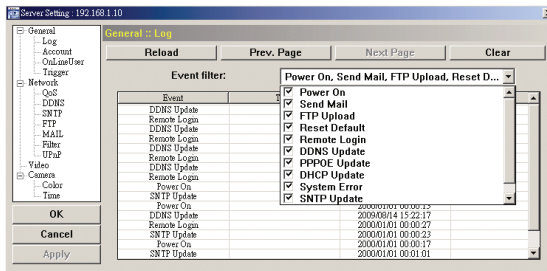 Server Setting : 192.168.1.10
General
Log
Account
OnLineUser
Trigger
Network
QoS
DDNS
SNTP
FTP
MAIL
Filter
UPnP
Video
Camera
Color
Time
OK
Cancel
Apply
General :: Log
Reload Prev. Page Next Page Clear
Event filter: Power On, Send Mail, FTP Upload, Reset D...
Power On
Send Mail
FTP Upload
Reset Default
Remote Login
DDNS Update
PPPOE Update
DHCP Update
System Error
SNTP Update
Event
DDNS Update
Remote Login
DDNS Update
Remote Login
DDNS Update
Remote Login
DDNS Update
Remote Login
Power On
SNTP Update
Power On 2000/01/01 00:00:15
DDNS Update 2009/08/14 15:22:17
Remote Login 2000/01/01 00:00:27
SNTP Update 2000/01/01 00:00:23
Power On 2000/01/01 00:00:17
SNTP Update 2000/01/01 00:01:01